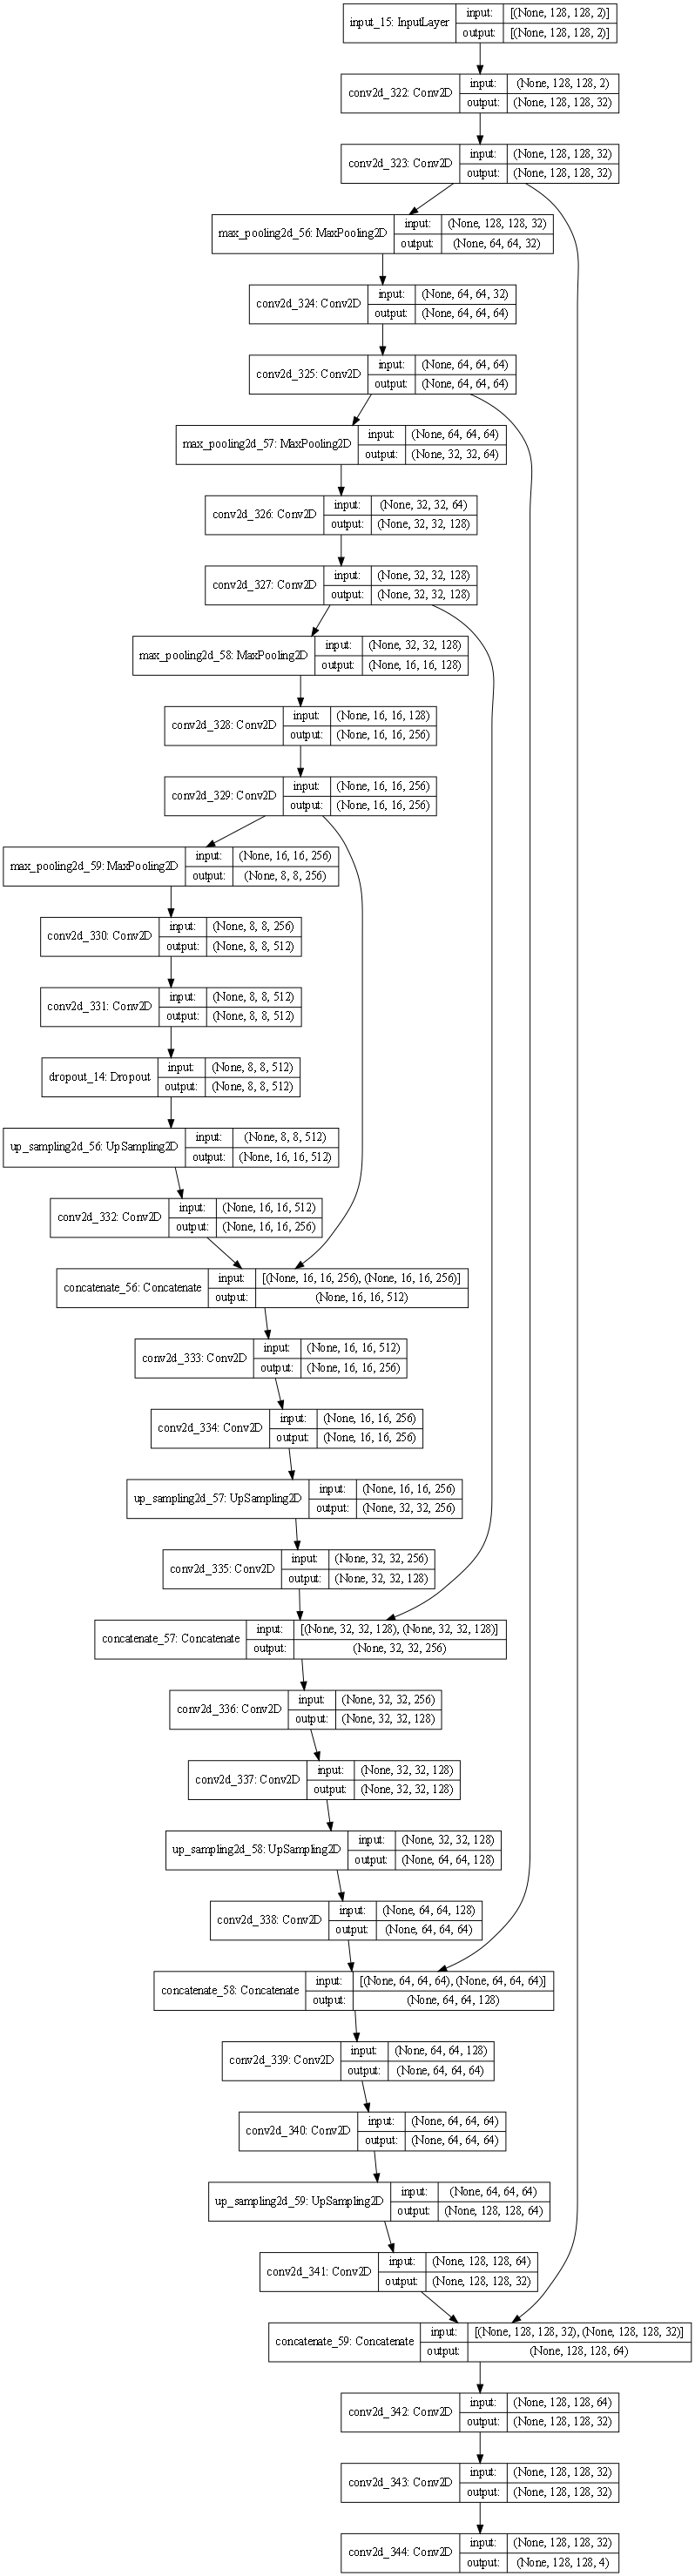 input_15: InputLayer
input: [(None, 128, 128, 2)]
output: [(None, 128, 128, 2)]
conv2d_322: Conv2D
input: (None, 128, 128, 2)
output: (None, 128, 128, 32)
conv2d_323: Conv2D
input: (None, 128, 128, 32)
output: (None, 128, 128, 32)
max_pooling2d_56: MaxPooling2D
input: (None, 128, 128, 32)
output: (None, 64, 64, 32)
conv2d_324: Conv2D
input: (None, 64, 64, 32)
output: (None, 64, 64, 64)
conv2d_325: Conv2D
input: (None, 64, 64, 64)
output: (None, 64, 64, 64)
max_pooling2d_57: MaxPooling2D
input: (None, 64, 64, 64)
output: (None, 32, 32, 64)
conv2d_326: Conv2D
input: (None, 32, 32, 64)
output: (None, 32, 32, 128)
conv2d_327: Conv2D
input: (None, 32, 32, 128)
output: (None, 32, 32, 128)
max_pooling2d_58: MaxPooling2D
input: (None, 32, 32, 128)
output: (None, 16, 16, 128)
conv2d_328: Conv2D
input: (None, 16, 16, 128)
output: (None, 16, 16, 256)
conv2d_329: Conv2D
input: (None, 16, 16, 256)
output: (None, 16, 16, 256)
max_pooling2d_59: MaxPooling2D
input: (None, 16, 16, 256)
output: (None, 8, 8, 256)
conv2d_330: Conv2D
input: (None, 8, 8, 256)
output: (None, 8, 8, 512)
conv2d_331: Conv2D
input: (None, 8, 8, 512)
output: (None, 8, 8, 512)
dropout_14: Dropout
input: (None, 8, 8, 512)
output: (None, 8, 8, 512)
up_sampling2d_56: UpSampling2D
input: (None, 8, 8, 512)
output: (None, 16, 16, 512)
conv2d_332: Conv2D
input: (None, 16, 16, 512)
output: (None, 16, 16, 256)
concatenate_56: Concatenate
input: [(None, 16, 16, 256), (None, 16, 16, 256)]
output: (None, 16, 16, 512)
conv2d_333: Conv2D
input: (None, 16, 16, 512)
output: (None, 16, 16, 256)
conv2d_334: Conv2D
input: (None, 16, 16, 256)
output: (None, 16, 16, 256)
up_sampling2d_57: UpSampling2D
input: (None, 16, 16, 256)
output: (None, 32, 32, 256)
conv2d_335: Conv2D
input: (None, 32, 32, 256)
output: (None, 32, 32, 128)
concatenate_57: Concatenate
input: [(None, 32, 32, 128), (None, 32, 32, 128)]
output: (None, 32, 32, 256)
conv2d_336: Conv2D
input: (None, 32, 32, 256)
output: (None, 32, 32, 128)
conv2d_337: Conv2D
input: (None, 32, 32, 128)
output: (None, 32, 32, 128)
up_sampling2d_58: UpSampling2D
input: (None, 32, 32, 128)
output: (None, 64, 64, 128)
conv2d_338: Conv2D
input: (None, 64, 64, 128)
output: (None, 64, 64, 64)
concatenate_58: Concatenate
input: [(None, 64, 64, 64), (None, 64, 64, 64)]
output: (None, 64, 64, 128)
conv2d_339: Conv2D
input: (None, 64, 64, 128)
output: (None, 64, 64, 64)
conv2d_340: Conv2D
input: (None, 64, 64, 64)
output: (None, 64, 64, 64)
up_sampling2d_59: UpSampling2D
input: (None, 64, 64, 64)
output: (None, 128, 128, 64)
conv2d_341: Conv2D
input: (None, 128, 128, 64)
output: (None, 128, 128, 32)
concatenate_59: Concatenate
input: [(None, 128, 128, 32), (None, 128, 128, 32)]
output: (None, 128, 128, 64)
conv2d_342: Conv2D
input: (None, 128, 128, 64)
output: (None, 128, 128, 32)
conv2d_343: Conv2D
input: (None, 128, 128, 32)
output: (None, 128, 128, 32)
conv2d_344: Conv2D
input: (None, 128, 128, 32)
output: (None, 128, 128, 4)